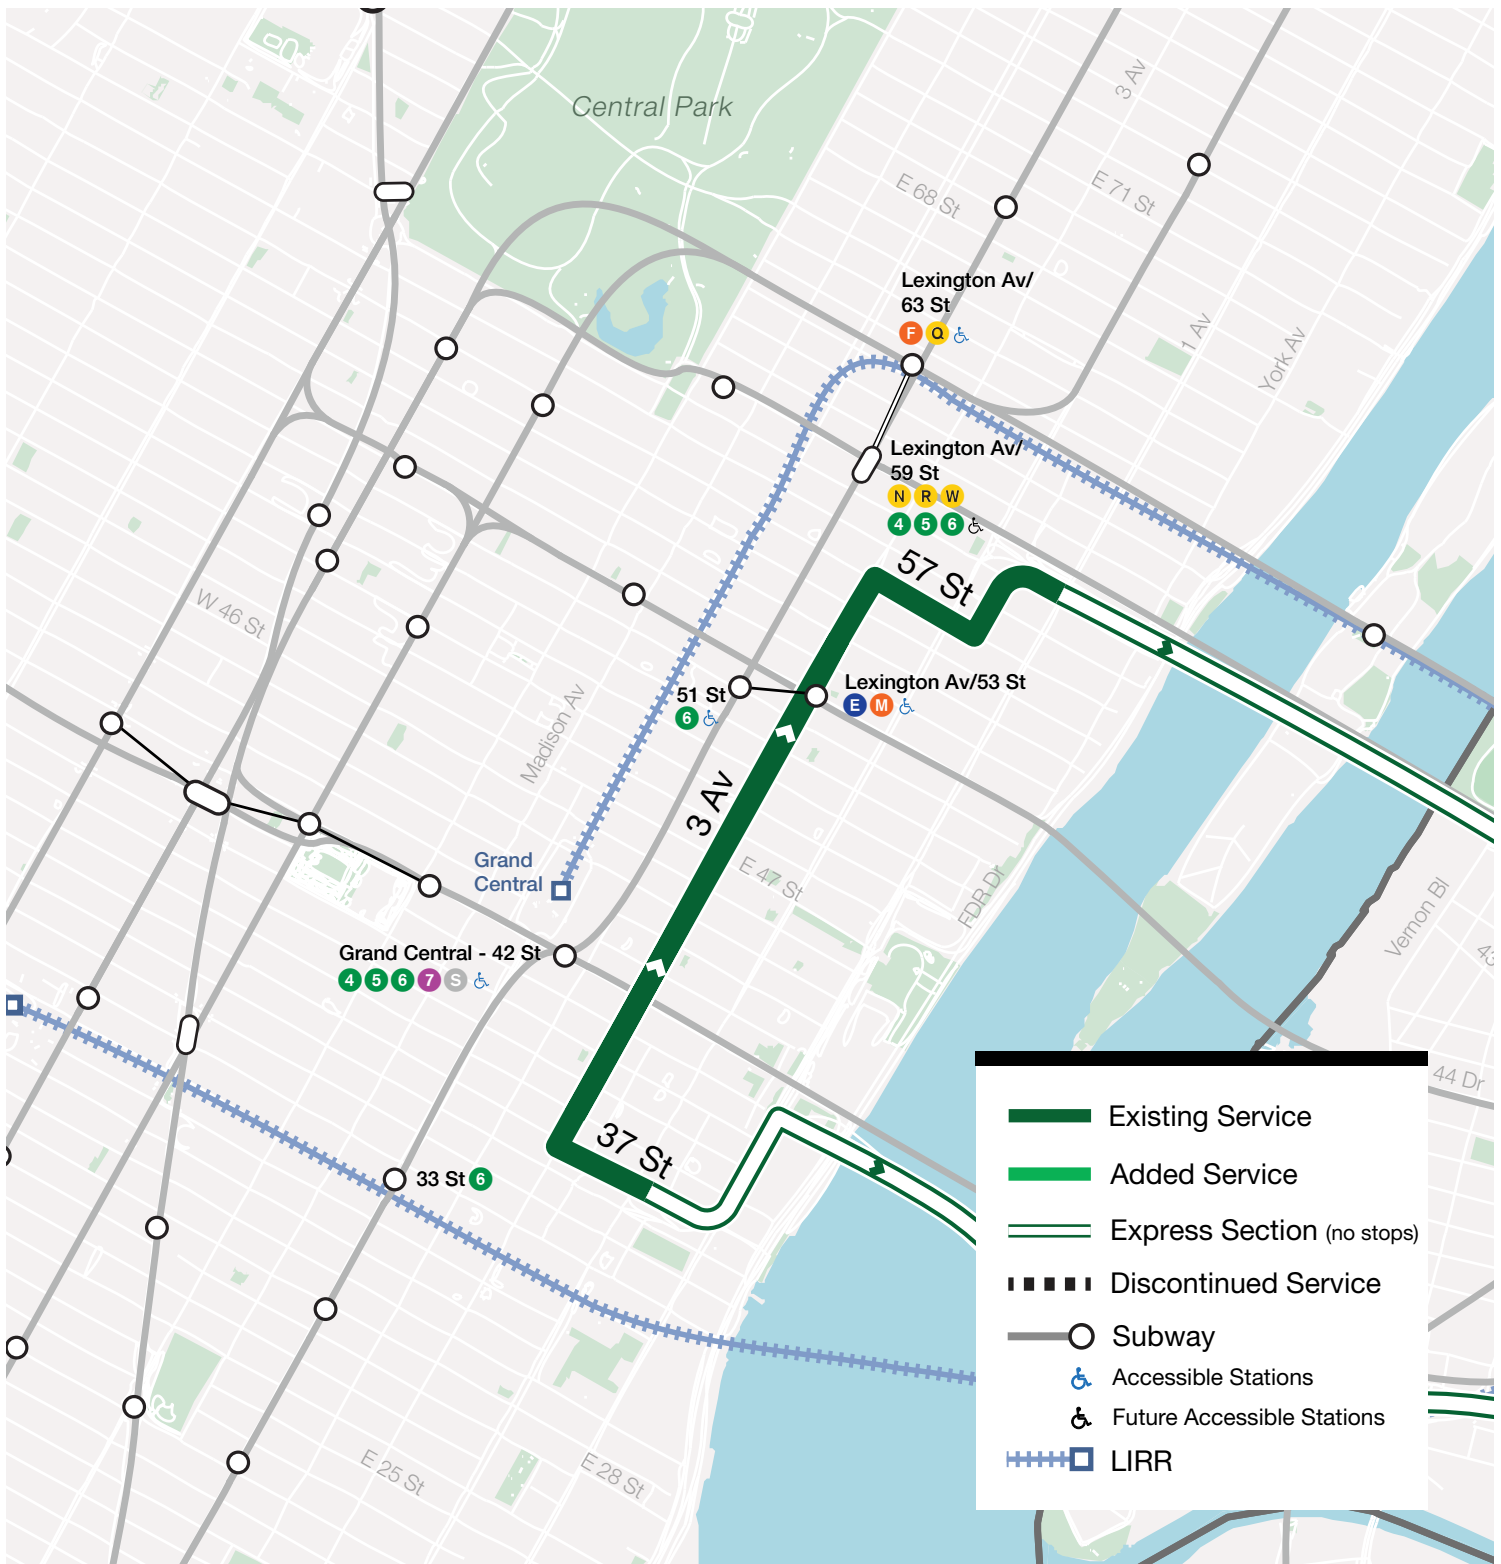 Central Park
3 Av
E 68 St
E 71 St
Lexington Av/
63 St
F Q
1 Av
York Av
Lexington Av/
59 St
N R W
4 5 6
57 St
W 46 St
Madison Av
51 St
6
Lexington Av/53 St
E M
3 Av
Grand
Central
E 47 St
FDR Dr
Vernon Bl
43
Grand Central - 42 St
4 5 6 7 S
44 Dr
37 St
33 St 6
E 25 St
E 28 St
Existing Service
Added Service
Express Section (no stops)
Discontinued Service
Subway
Accessible Stations
Future Accessible Stations
LIRR